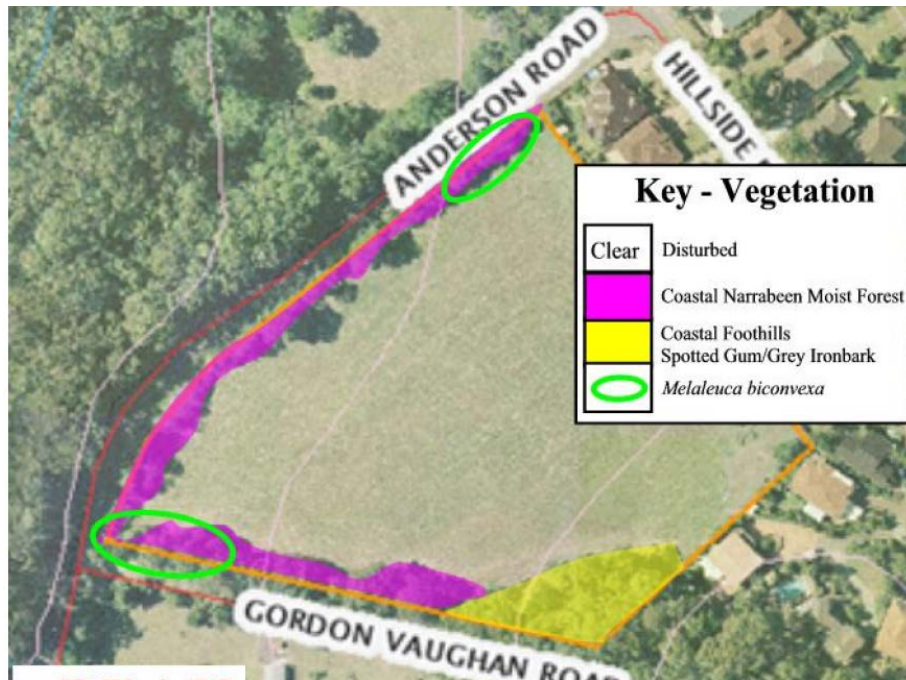 ANDERSON ROAD
HILLSIDE
Key - Vegetation
Clear
Disturbed
Coastal Narrabeen Moist Forest
Coastal Foothills
Spotted Gum/Grey Ironbark
Melaleuca biconvexa
GORDON VAUGHAN ROAD